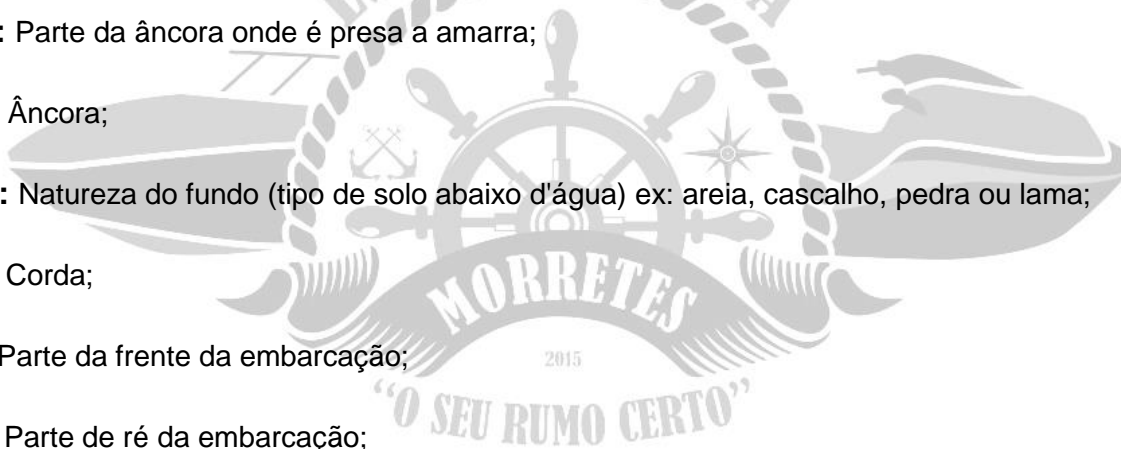 : Parte da âncora onde é presa a amarra;
Âncora;
: Natureza do fundo (tipo de solo abaixo d'água) ex: areia, cascalho, pedra ou lama;
Corda;
MORRETES
Parte da frente da embarcação;
2015
“O SEU RUMO CERTO”
Parte de ré da embarcação;